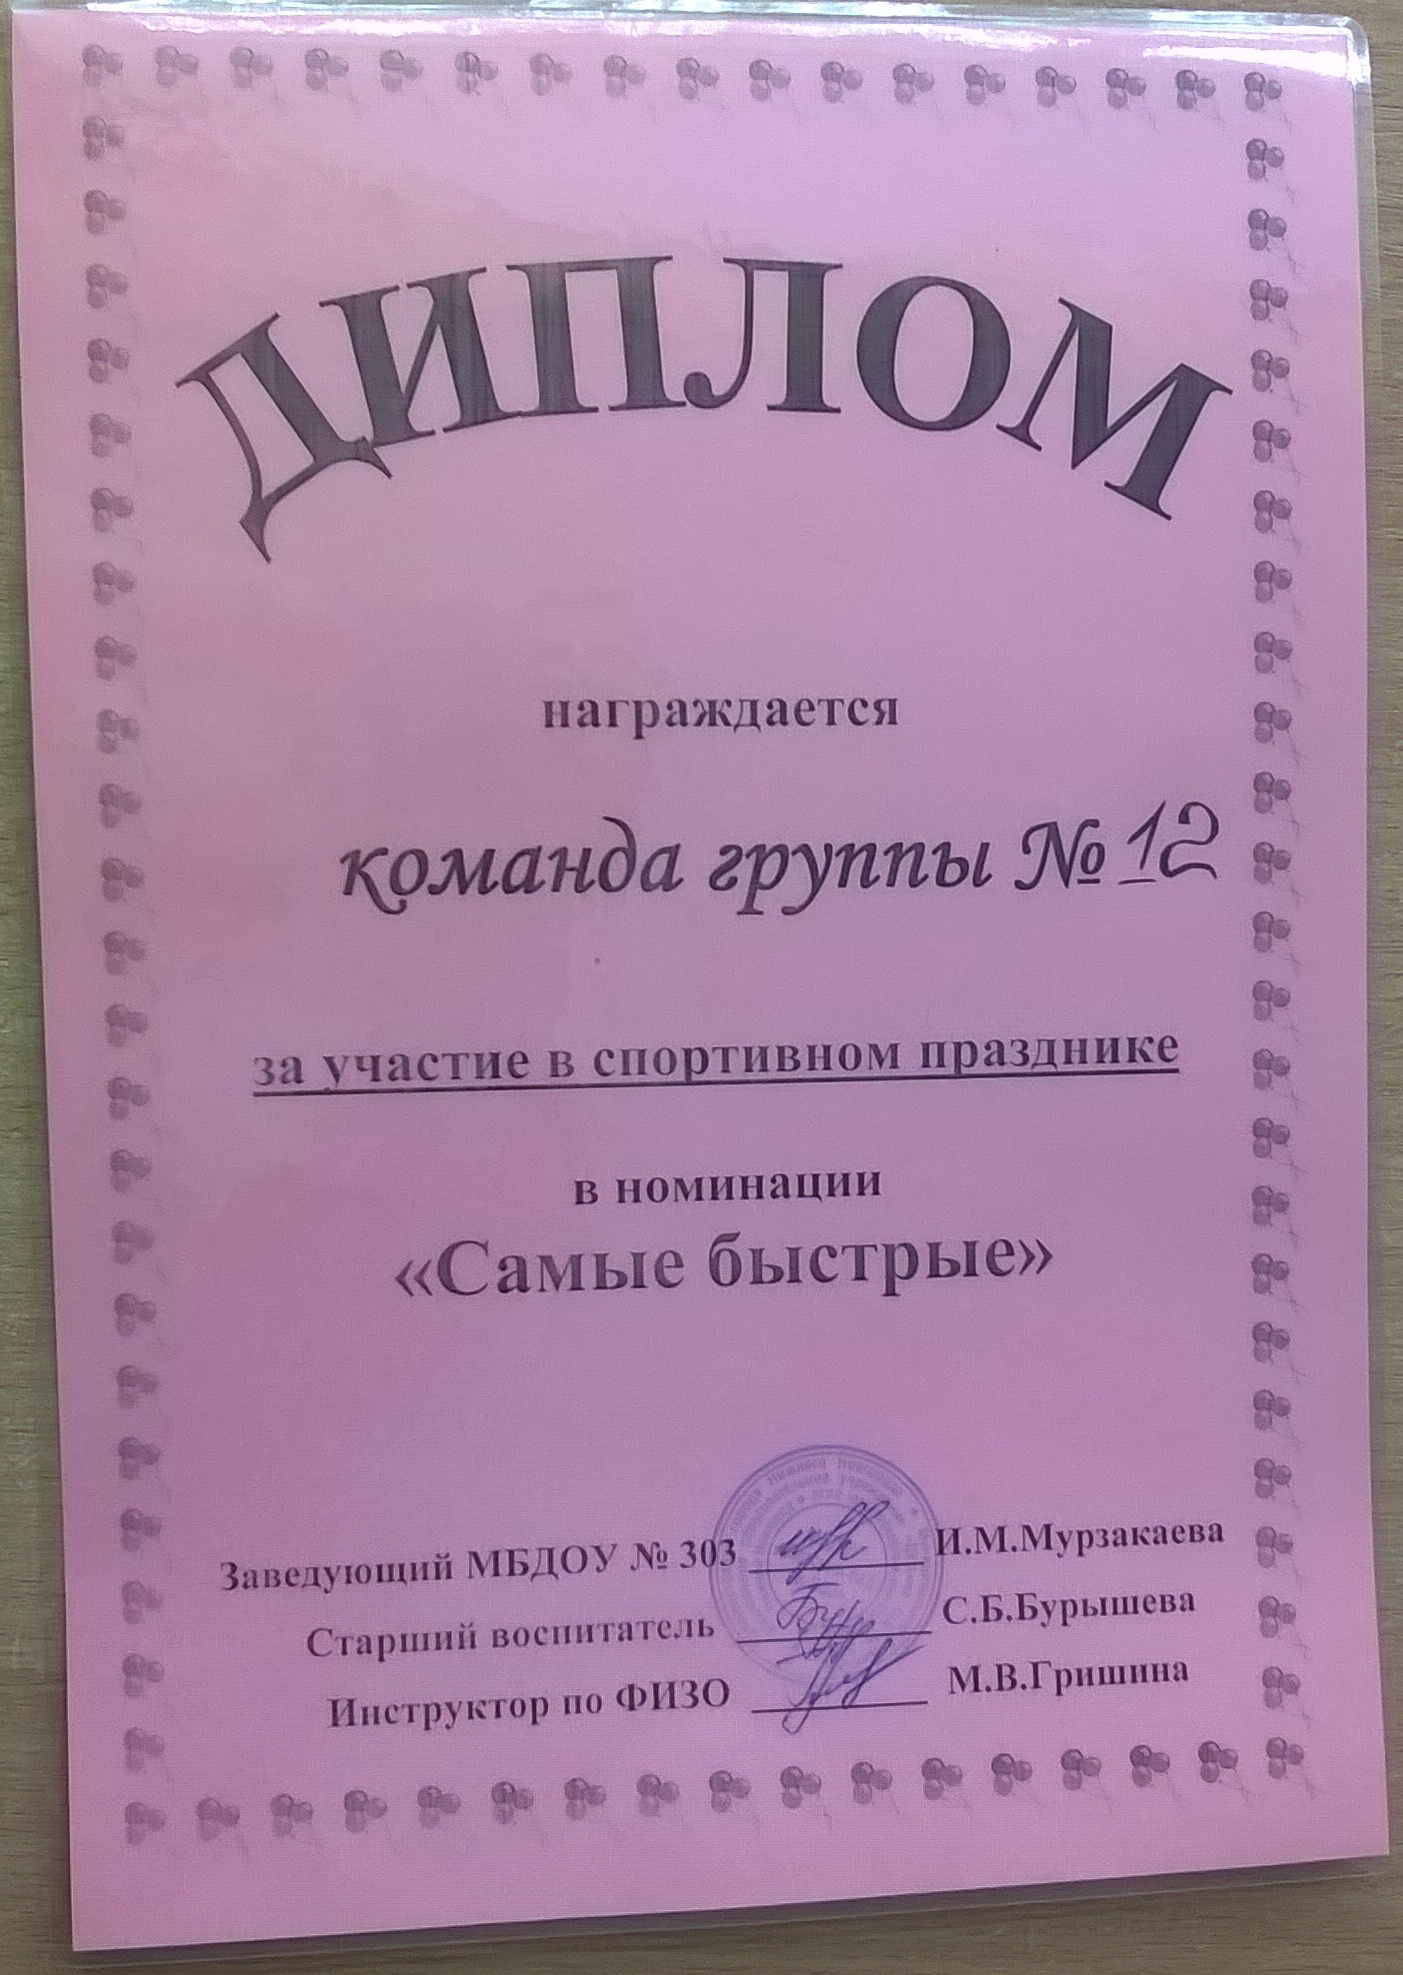 ДИПЛОМ
награждается
команда группы № 12
за участие в спортивном празднике
в номинации
«Самые быстрые»
Заведующий МБДОУ № 303 И.М.Мурзакаева
Старший воспитатель С.Б.Бурышева
Инструктор по ФИЗО М.В.Гришина